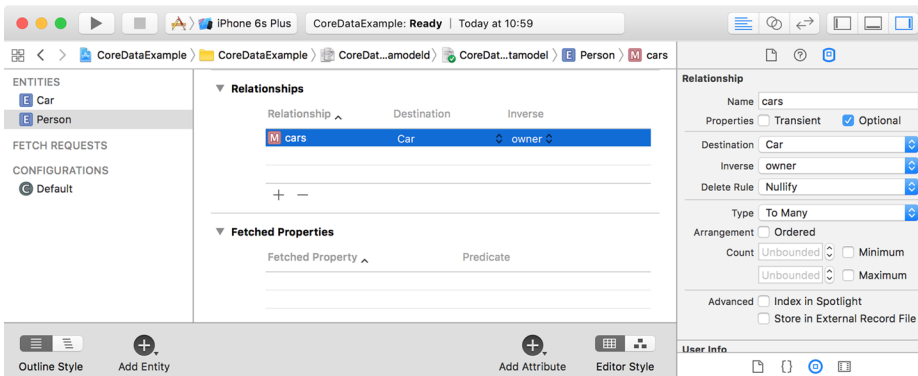 iPhone 6s Plus
CoreDataExample: Ready | Today at 10:59
CoreDataExample
CoreDataExample
CoreDat...amodeld)
CoreDat...tamodel
E Person
M cars
ENTITIES
E Car
E Person
FETCH REQUESTS
CONFIGURATIONS
C Default
Relationships
Relationship Destination Inverse
M cars Car owner
+ −
Fetched Properties
Fetched Property Predicate
Outline Style
Add Entity
Add Attribute
Editor Style
Relationship
Name cars
Properties Transient Optional
Destination Car
Inverse owner
Delete Rule Nullify
Type To Many
Arrangement Ordered
Count Unbounded Minimum
Unbounded Maximum
Advanced Index in Spotlight
Store in External Record File
User Info